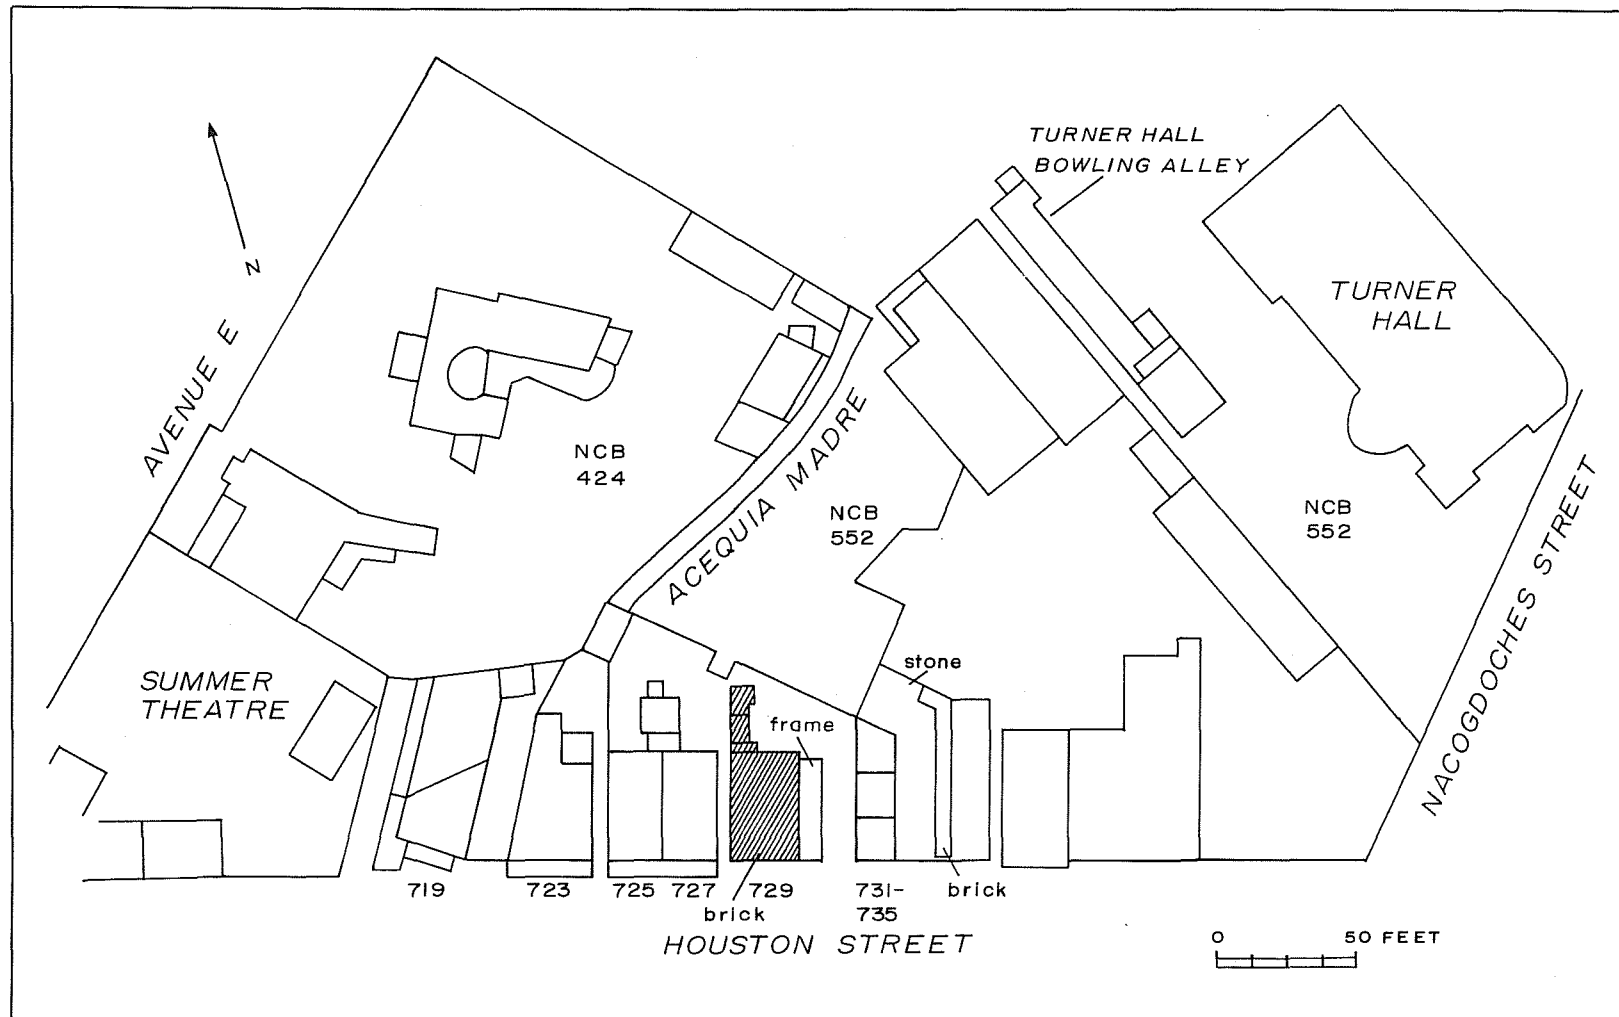 TURNER HALL
BOWLING ALLEY
TURNER
HALL
N
AVENUE E
NCB
424
ACEQUIA MADRE
NCB
552
NCB
552
NACOGDOCHES STREET
SUMMER
THEATRE
stone
frame
719
723
725
727
729
731-
735
brick
brick
HOUSTON STREET
0
50 FEET